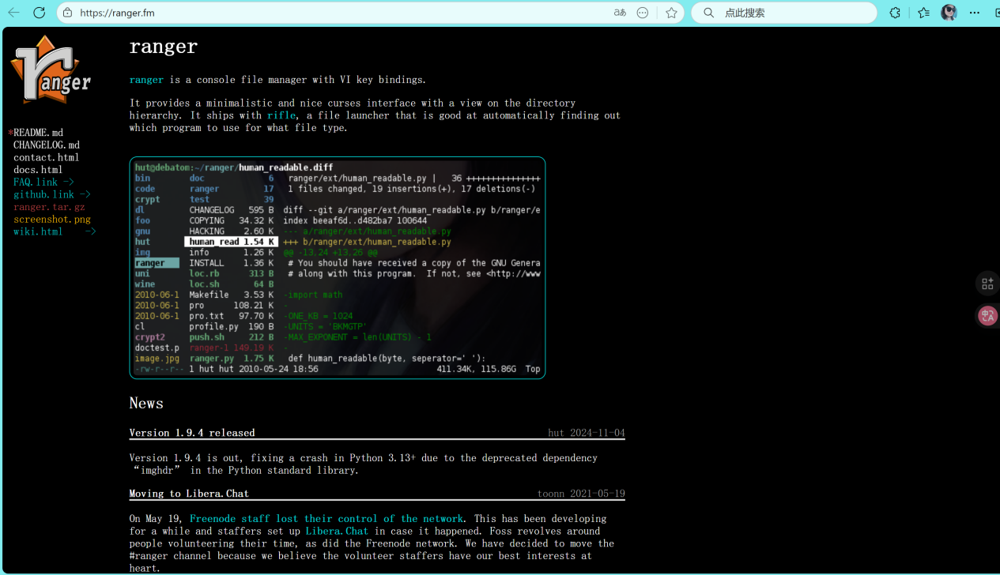 https://ranger.fm
点此搜索
ranger
ranger
ranger is a console file manager with VI key bindings.
It provides a minimalistic and nice curses interface with a view on the directory
hierarchy. It ships with rifle, a file launcher that is good at automatically finding out
which program to use for what file type.
*README.md
CHANGELOG.md
contact.html
docs.html
FAQ.link ->
github.link ->
ranger.tar.gz
screenshot.png
wiki.html ->
hut@debatom:~/ranger/human_readable.diff
bin doc 6 ranger/ext/human_readable.py | 36 +++++++++++++++
code ranger 17 1 files changed, 19 insertions(+), 17 deletions(-)
crypt test 39
dl CHANGELOG 595 B diff --git a/ranger/ext/human_readable.py b/ranger/e
foo COPYING 34.32 K index beeaf6d..d482ba7 100644
gnu HACKING 2.60 K --- a/ranger/ext/human_readable.py
hut human_read 1.54 K +++ b/ranger/ext/human_readable.py
img info 1.26 K @@ -13,24 +13,26 @@
ranger INSTALL 1.36 K # You should have received a copy of the GNU Genera
uni loc.rb 313 B # along with this program. If not, see <http://www
wine loc.sh 64 B
2010-06-1 Makefile 3.53 K -import math
2010-06-1 pro 108.21 K -
2010-06-1 pro.txt 97.70 K -ONE_KB = 1024
cl profile.py 190 B -UNITS = 'BKMGTP'
crypt2 push.sh 212 B -MAX_EXPONENT = len(UNITS) - 1
doctest.p ranger-1 149.19 K -
image.jpg ranger.py 1.75 K def human_readable(byte, seperator=' '):
-rw-r--r-- 1 hut hut 2010-05-24 18:56 411.34K, 115.86G Top
News
Version 1.9.4 released hut 2024-11-04
Version 1.9.4 is out, fixing a crash in Python 3.13+ due to the deprecated dependency
“imghdr” in the Python standard library.
Moving to Libera.Chat toonn 2021-05-19
On May 19, Freenode staff lost their control of the network. This has been developing
for a while and staffers set up Libera.Chat in case it happened. Foss revolves around
people volunteering their time, as did the Freenode network. We have decided to move the
#ranger channel because we believe the volunteer staffers have our best interests at
heart.